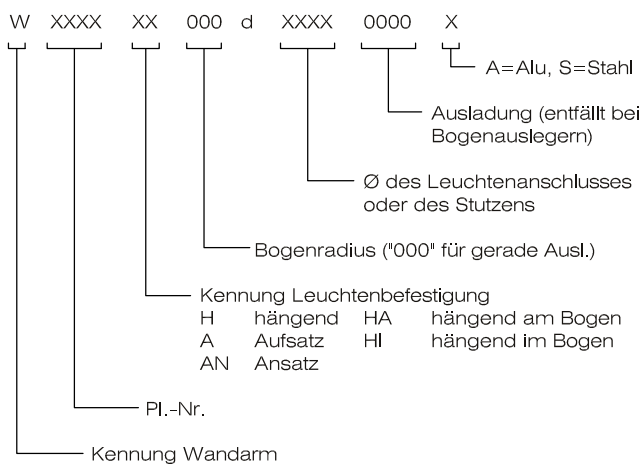 W XXXX XX 000 d XXXX 0000 X
A=Alu, S=Stahl
Ausladung (entfällt bei
Bogenauslegern)
Ø des Leuchtenanschlusses
oder des Stutzens
Bogenradius ("000" für gerade Ausl.)
Kennung Leuchtenbefestigung
H hängend HA hängend am Bogen
A Aufsatz HI hängend im Bogen
AN Ansatz
Pl.-Nr.
Kennung Wandarm